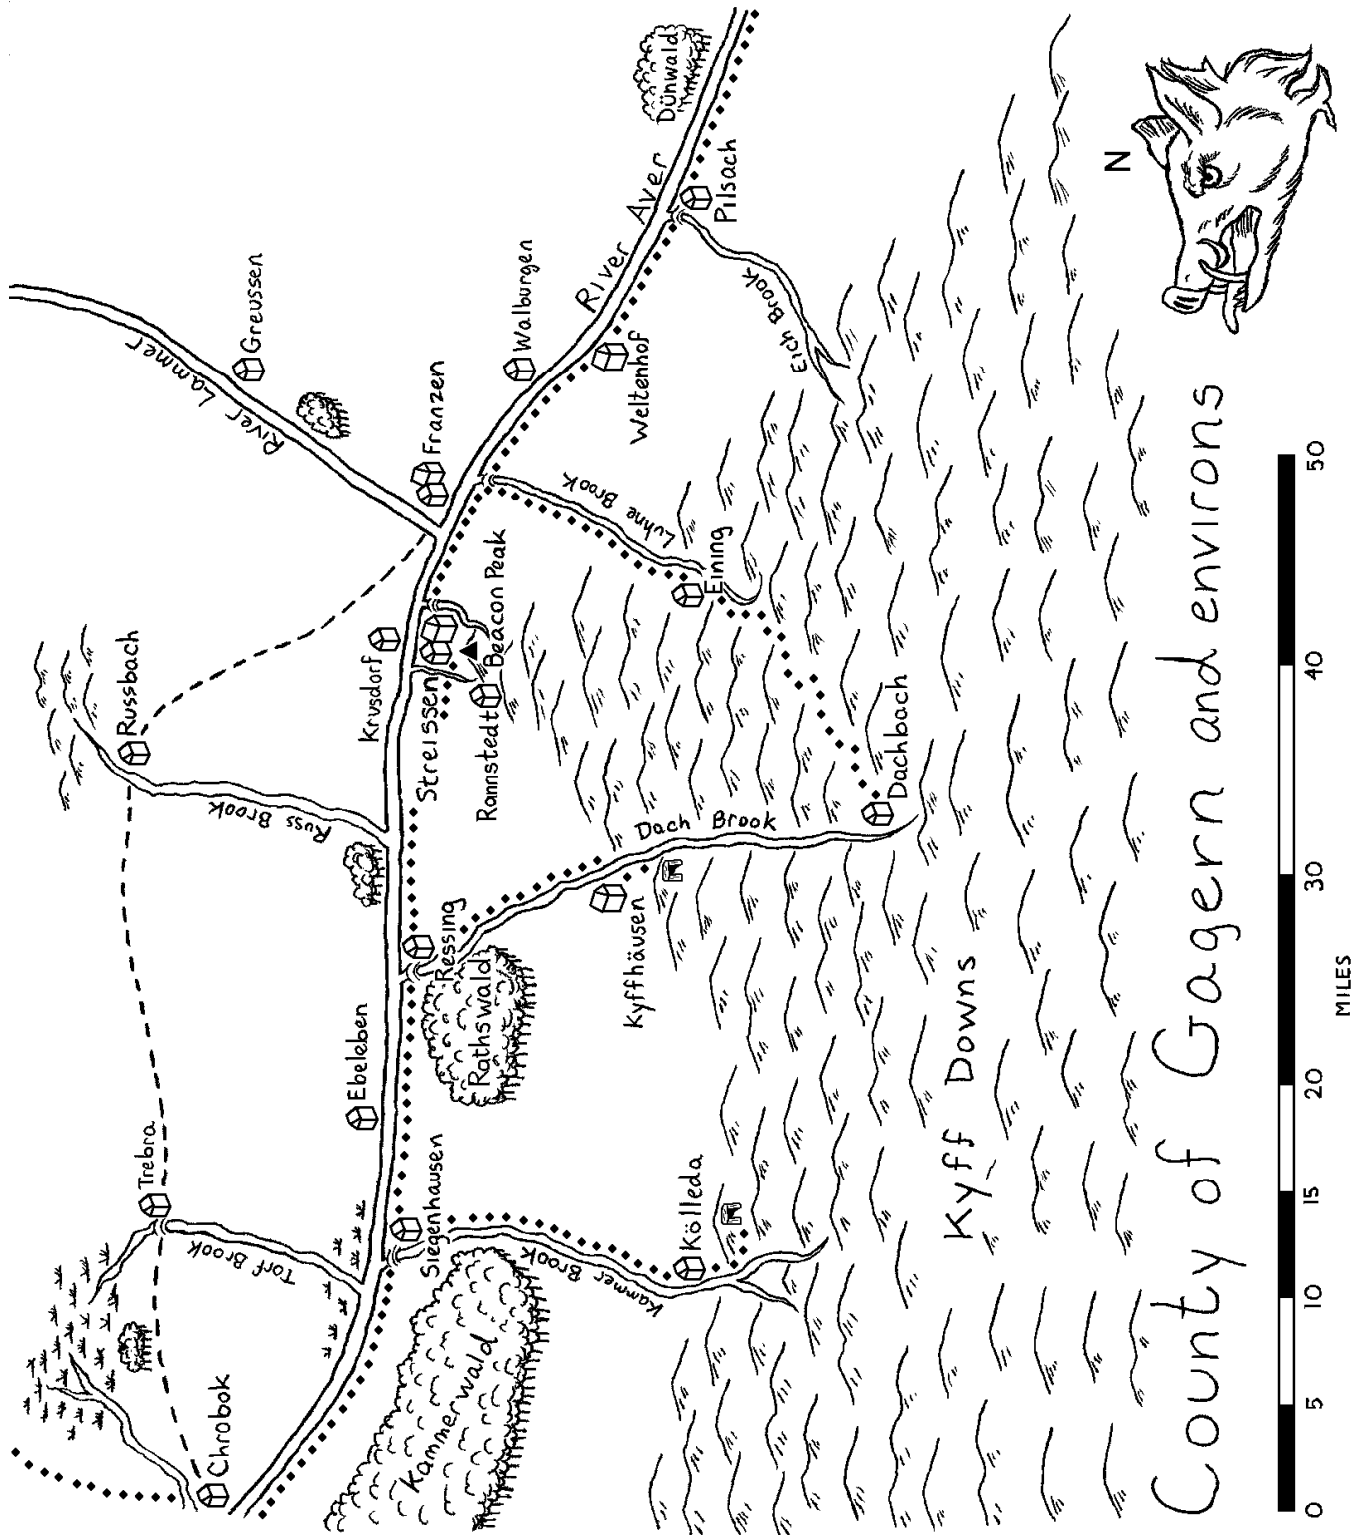 River Lammer
Greussen
Franzen
Walburgen
River Aver
Dünwald
Pilsach
Eich Brook
Weltenhof
Luhne Brook
Eining
Beacon Peak
Russbach
Krusdorf
Streissen
Rannstedt
Russ Brook
Dachbach
Dach Brook
Kyffhäusen
Ressing
Rathswald
Ebeleben
Trebra
Torf Brook
Siegenhausen
Kölleda
Kammer Brook
Kammerwald
Chrobok
Kyff Downs
N
County of Gagern and environs
0 5 10 15 20 30 40 50
MILES